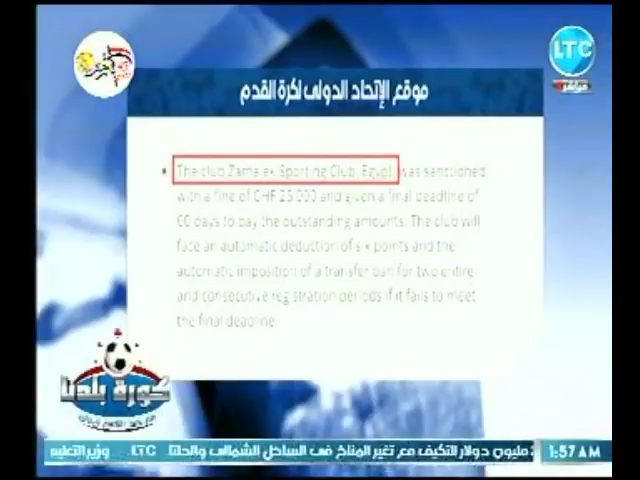 LTC
مباشر
موقع الإتحاد الدولى لكرة القدم
• The club Zamalek Sporting Club, Egypt, was sanctioned
with a fine of CHF 25,000 and given a final deadline of
60 days to pay the outstanding amounts. The club will
face an automatic deduction of six points and the
automatic imposition of a transfer ban for two entire
and consecutive registration periods if it fails to meet
the final deadline.
كورة بلدنا
مليون دولار للتكيف مع تغير المناخ فى الساحل الشمالى والدلتا LTC وزير التعليم
1:57 AM